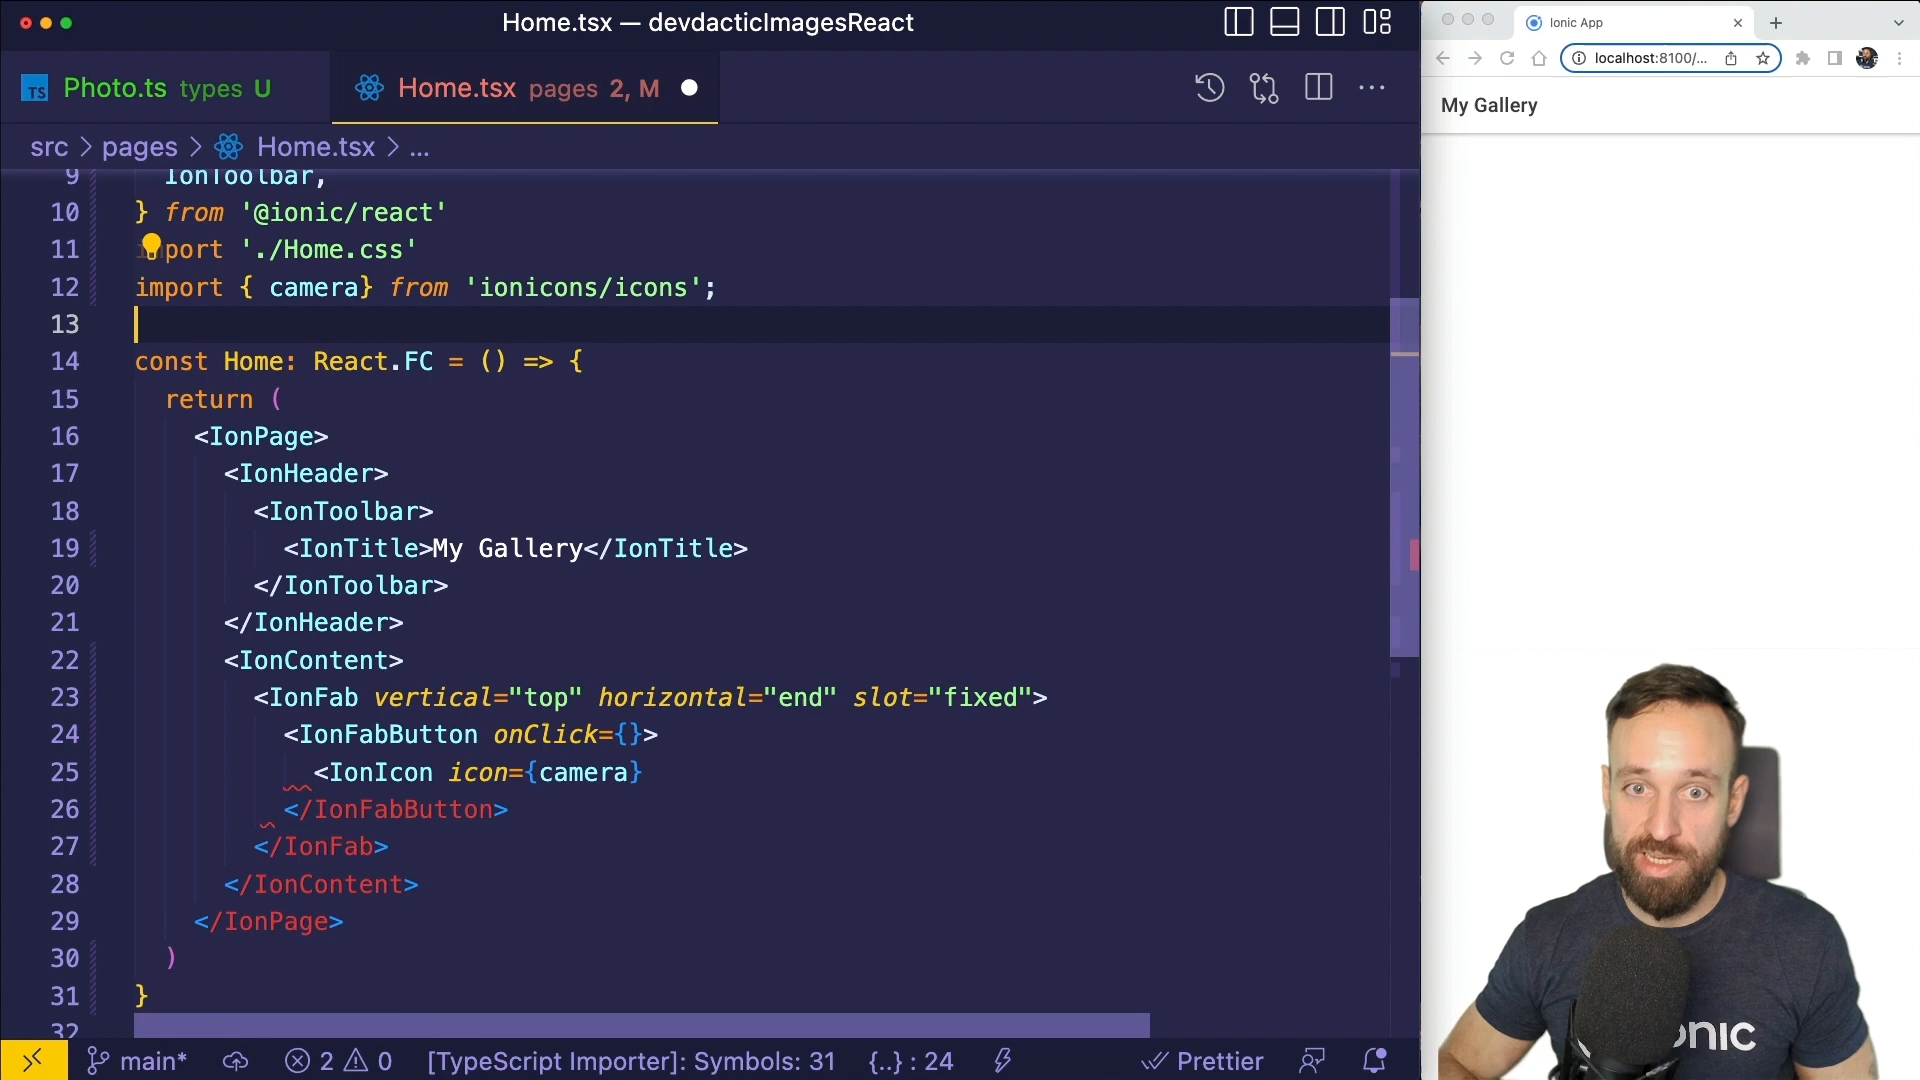 Home.tsx — devdacticImagesReact
TS Photo.ts types U
Home.tsx pages 2, M
src > pages > Home.tsx > ...
9 IonToolbar,
10 } from '@ionic/react'
11 import './Home.css'
12 import { camera} from 'ionicons/icons';
13
14 const Home: React.FC = () => {
15 return (
16 <IonPage>
17 <IonHeader>
18 <IonToolbar>
19 <IonTitle>My Gallery</IonTitle>
20 </IonToolbar>
21 </IonHeader>
22 <IonContent>
23 <IonFab vertical="top" horizontal="end" slot="fixed">
24 <IonFabButton onClick={}>
25 <IonIcon icon={camera}
26 </IonFabButton>
27 </IonFab>
28 </IonContent>
29 </IonPage>
30 )
31 }
32
main* 2 0 [TypeScript Importer]: Symbols: 31 {..} : 24 Prettier
Ionic App
localhost:8100/...
My Gallery
onic